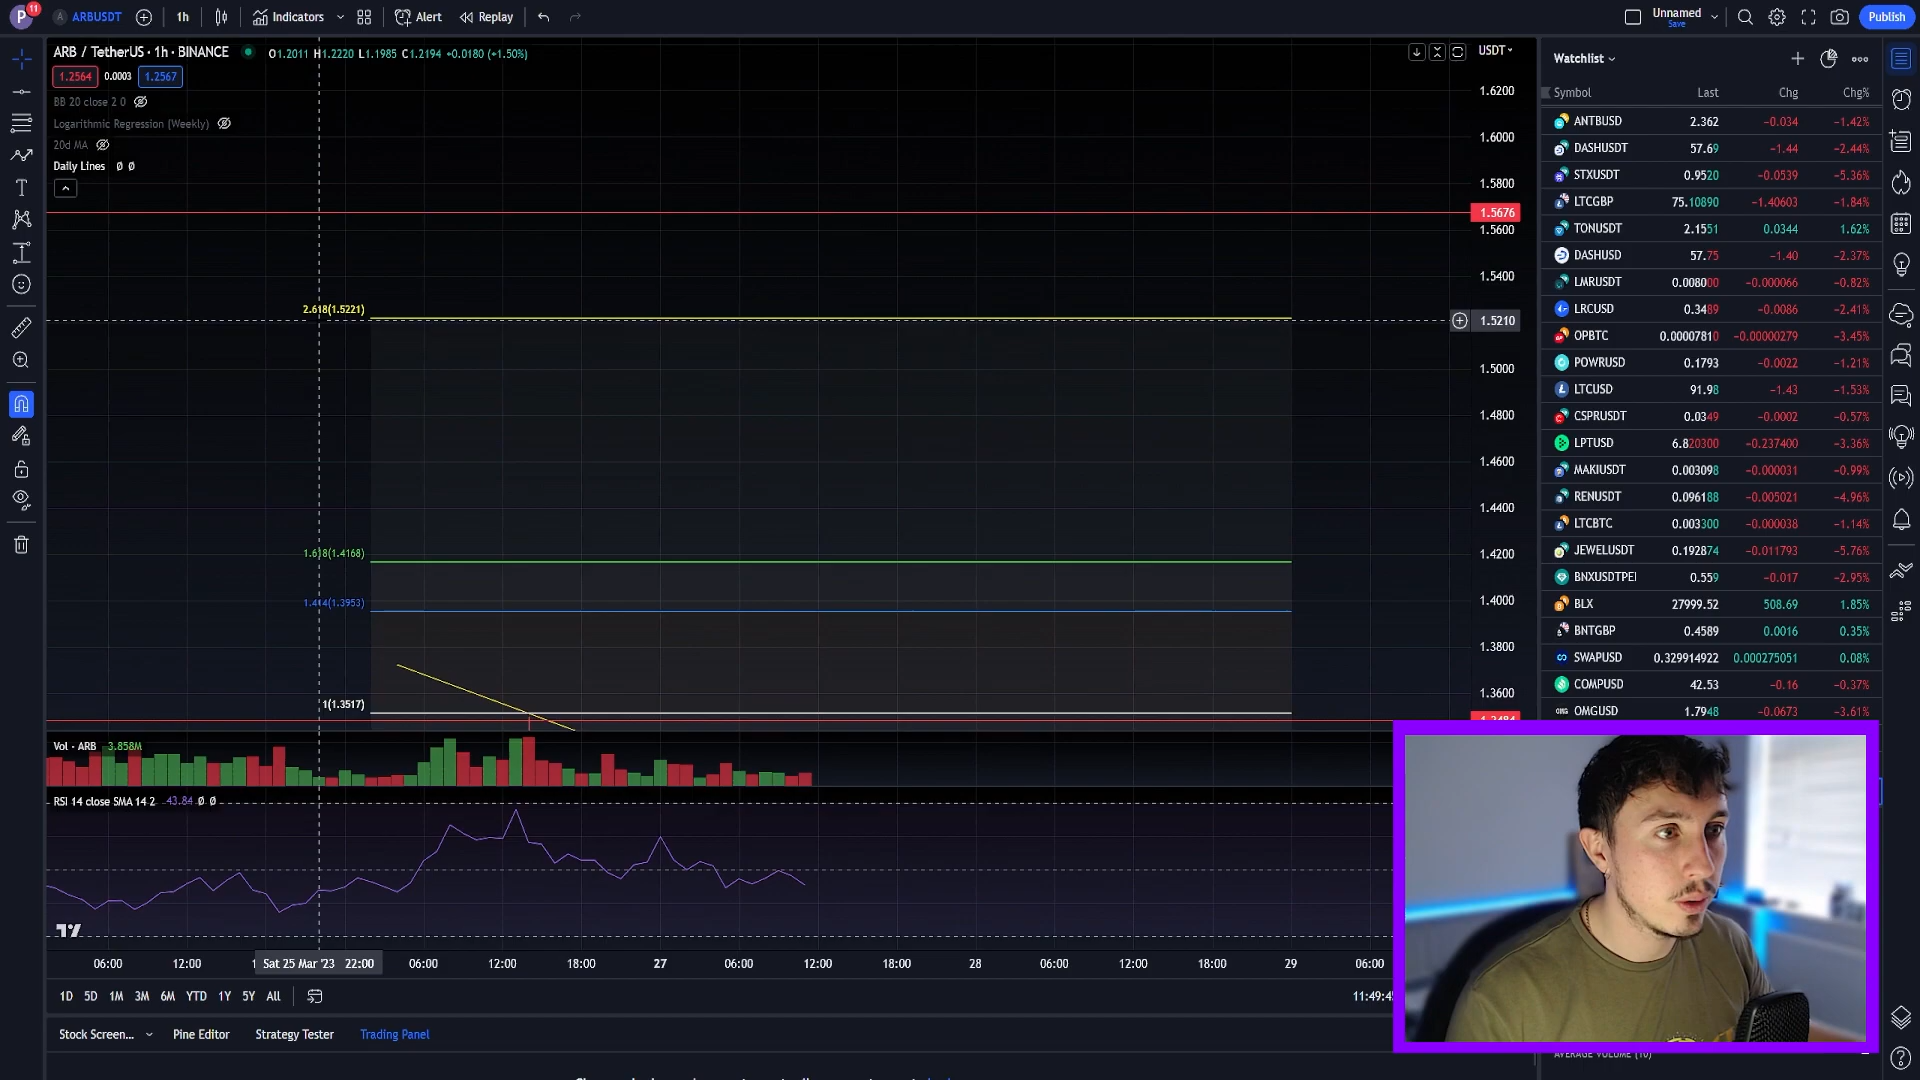 P 11 A ARBUSDT 1h Indicators Alert Replay Unnamed Save Publish
ARB / TetherUS · 1h · BINANCE O1.2011 H1.2220 L1.1985 C1.2194 +0.0180 (+1.50%) USDT
1.2564 0.0003 1.2567
BB 20 close 2 0
Logarithmic Regression (Weekly)
20d MA
Daily Lines Ø Ø
1.6200
1.6000
1.5800
1.5676
1.5600
1.5400
1.5210
1.5000
1.4800
1.4600
1.4400
1.4200
1.4000
1.3800
1.3600
2.618(1.5221)
1.618(1.4168)
1.414(1.3953)
1(1.3517)
Vol · ARB 3.858M
RSI 14 close SMA 14 2 43.84 Ø Ø
06:00 12:00 Sat 25 Mar '23 22:00 06:00 12:00 18:00 27 06:00 12:00 18:00 28 06:00 12:00 18:00 29 06:00
1D 5D 1M 3M 6M YTD 1Y 5Y All
Stock Screen... Pine Editor Strategy Tester Trading Panel
Watchlist
Symbol Last Chg Chg%
ANTBUSD 2.362 −0.034 −1.42%
DASHUSDT 57.69 −1.44 −2.44%
STXUSDT 0.9520 −0.0539 −5.36%
LTCGBP 75.10890 −1.40603 −1.84%
TONUSDT 2.1551 0.0344 1.62%
DASHUSD 57.75 −1.40 −2.37%
LMRUSDT 0.008000 −0.000066 −0.82%
LRCUSD 0.3489 −0.0086 −2.41%
OPBTC 0.00007810 −0.00000279 −3.45%
POWRUSD 0.1793 −0.0022 −1.21%
LTCUSD 91.98 −1.43 −1.53%
CSPRUSDT 0.0349 −0.0002 −0.57%
LPTUSD 6.820300 −0.237400 −3.36%
MAKIUSDT 0.003098 −0.000031 −0.99%
RENUSDT 0.096188 −0.005021 −4.96%
LTCBTC 0.003300 −0.000038 −1.14%
JEWELUSDT 0.192874 −0.011793 −5.76%
BNXUSDTPEI 0.559 −0.017 −2.95%
BLX 27999.52 508.69 1.85%
BNTGBP 0.4589 0.0016 0.35%
SWAPUSD 0.329914922 0.000275051 0.08%
COMPUSD 42.53 −0.16 −0.37%
OMGUSD 1.7948 −0.0673 −3.61%